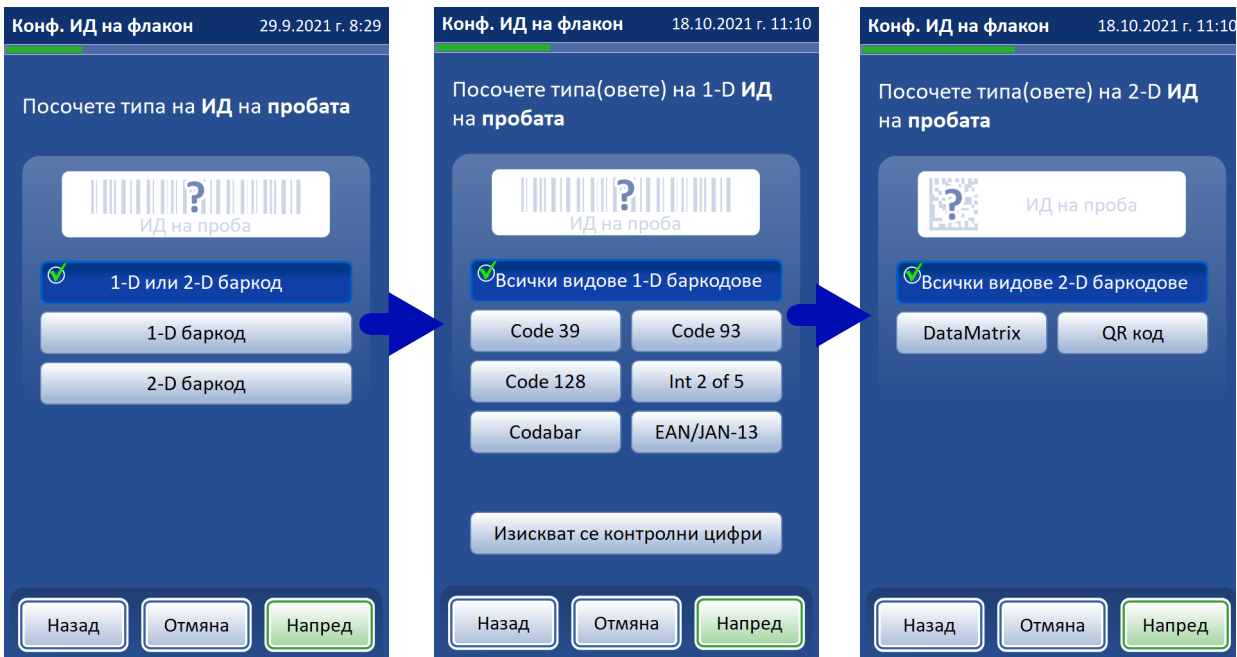 Конф. ИД на флакон 29.9.2021 г. 8:29
Посочете типа на ИД на пробата
?
ИД на проба
1-D или 2-D баркод
1-D баркод
2-D баркод
Назад Отмяна Напред
Конф. ИД на флакон 18.10.2021 г. 11:10
Посочете типа(овете) на 1-D ИД
на пробата
?
ИД на проба
Всички видове 1-D баркодове
Code 39 Code 93
Code 128 Int 2 of 5
Codabar EAN/JAN-13
Изискват се контролни цифри
Назад Отмяна Напред
Конф. ИД на флакон 18.10.2021 г. 11:10
Посочете типа(овете) на 2-D ИД
на пробата
? ИД на проба
Всички видове 2-D баркодове
DataMatrix QR код
Назад Отмяна Напред